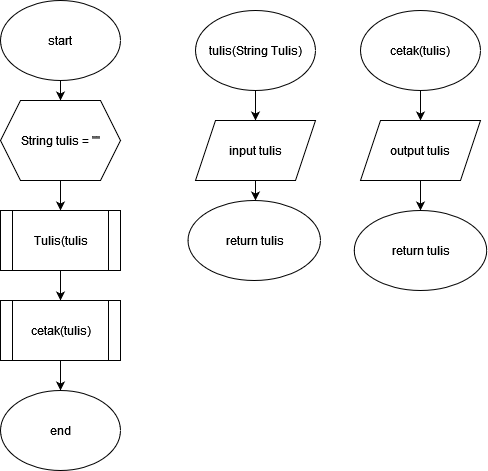 start
String tulis = ""
Tulis(tulis
cetak(tulis)
end
tulis(String Tulis)
input tulis
return tulis
cetak(tulis)
output tulis
return tulis